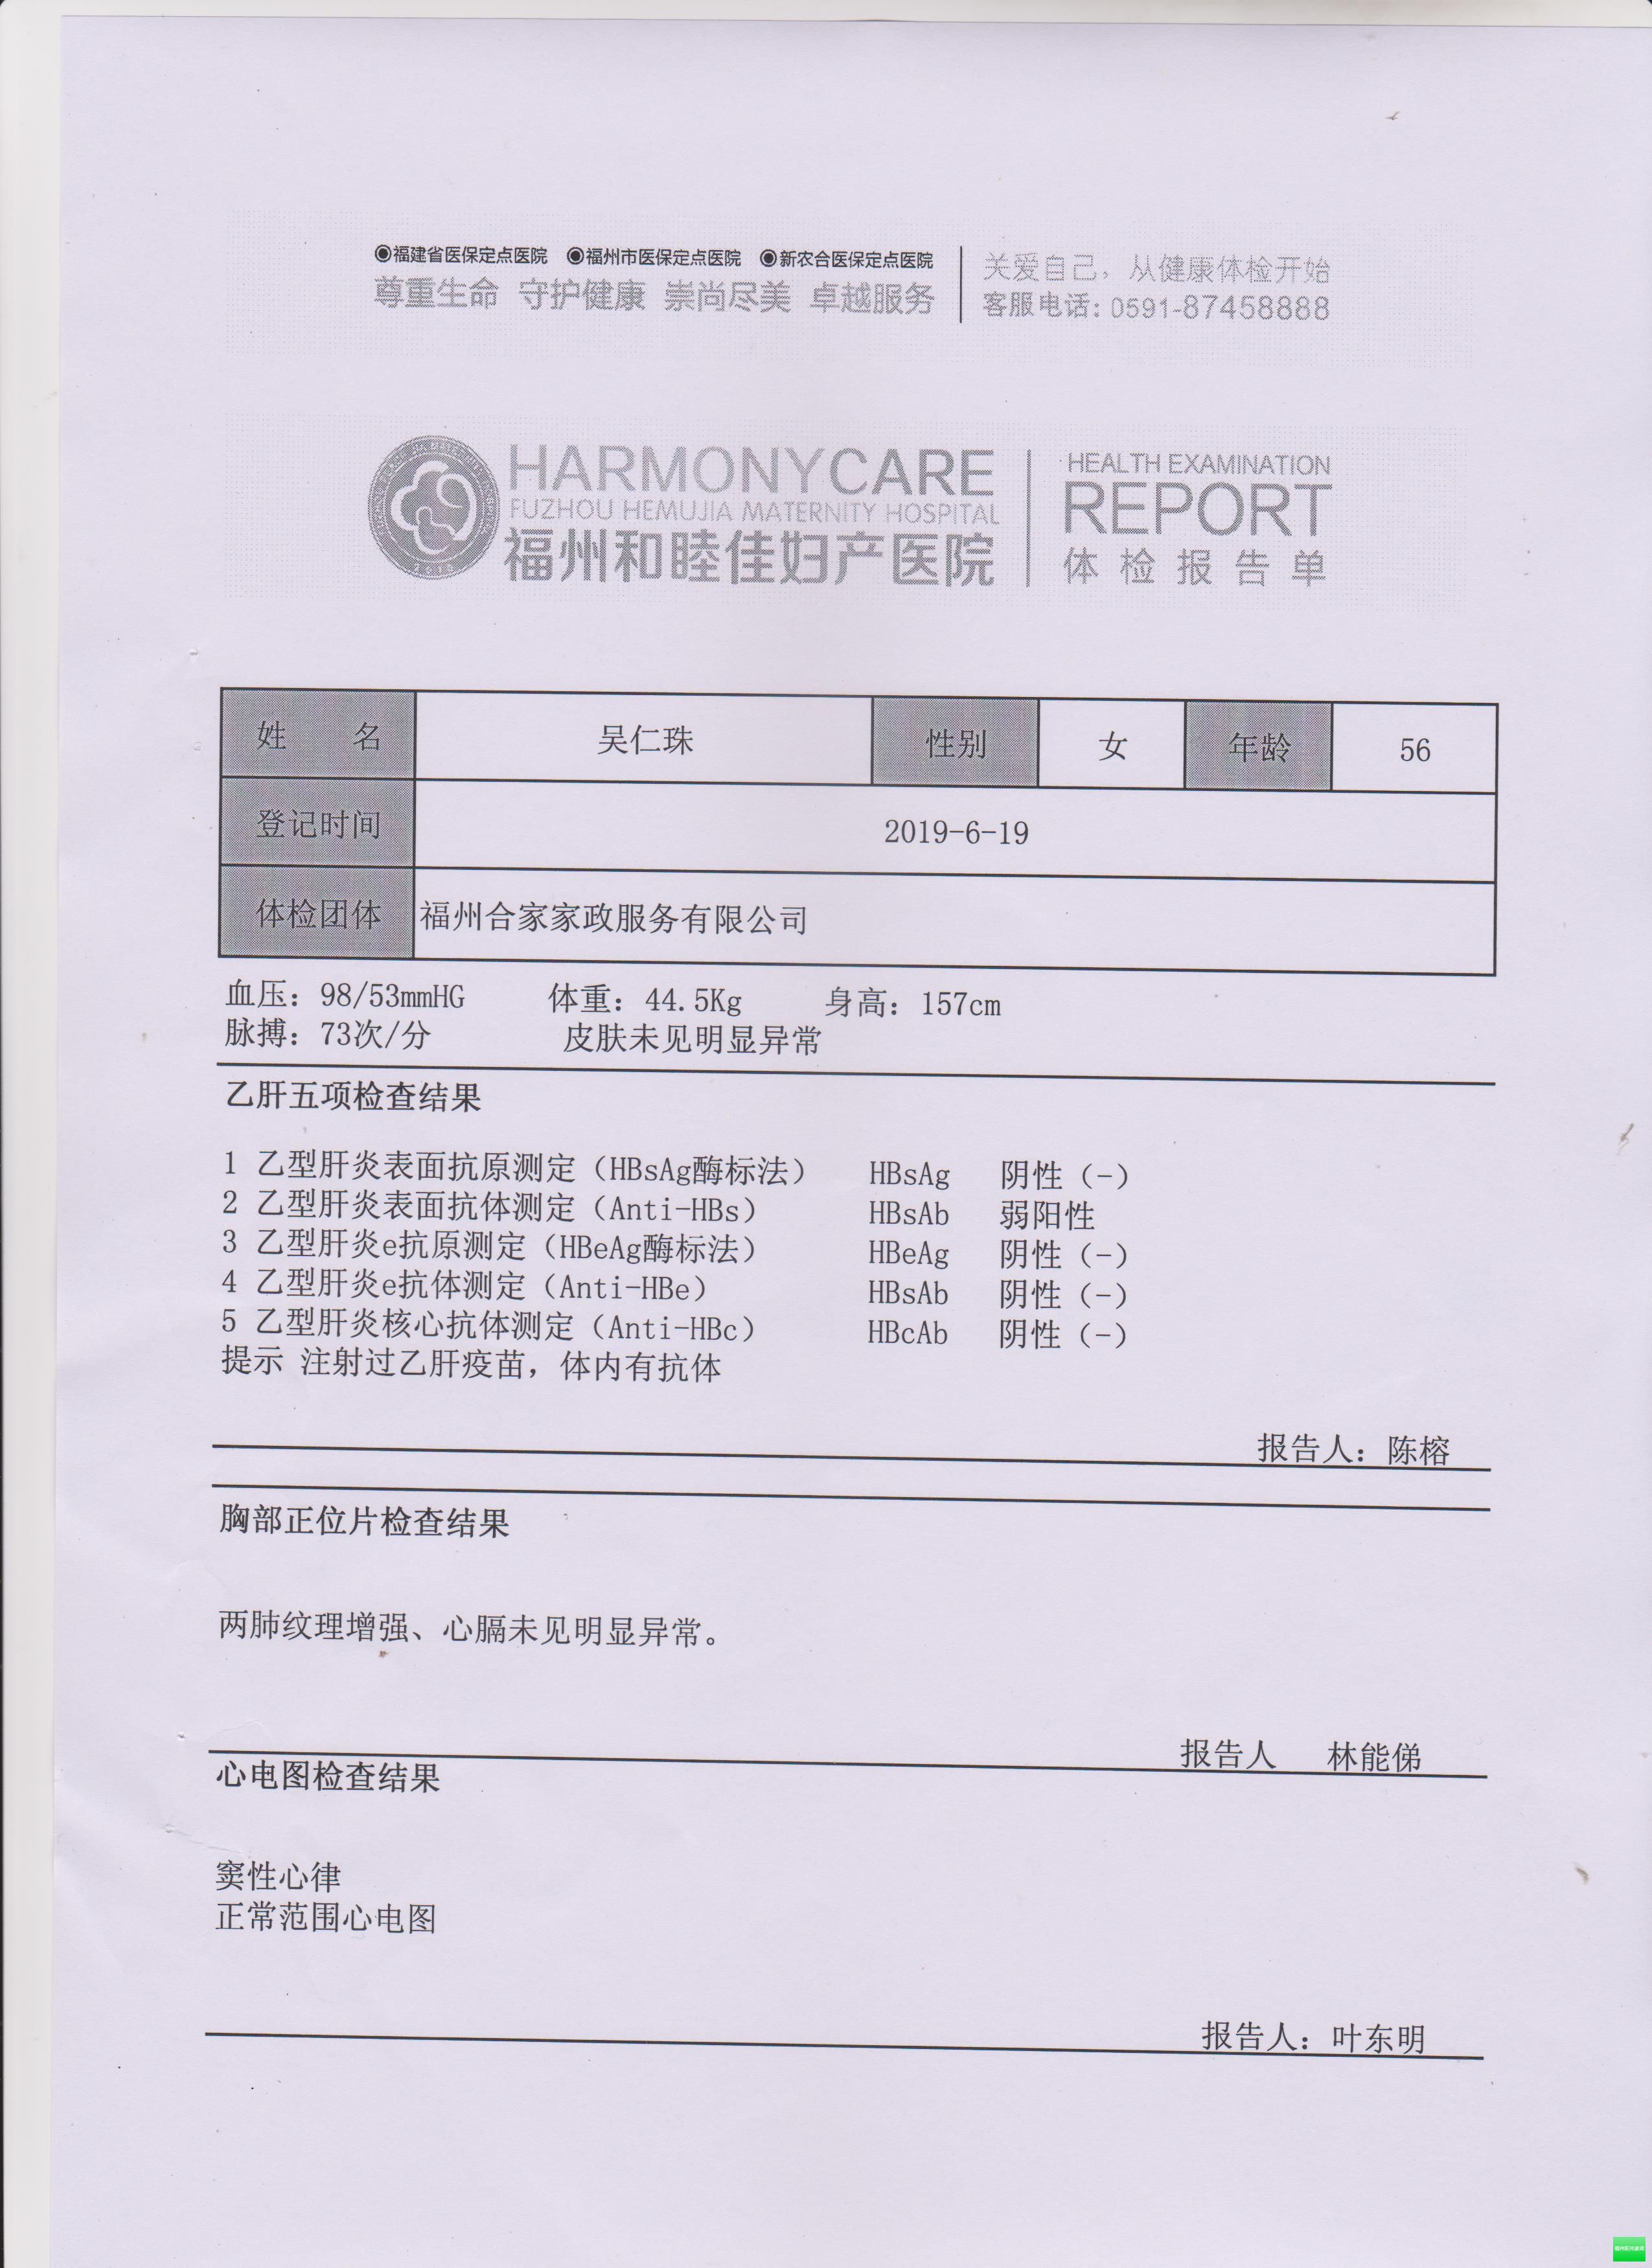 ◉福建省医保定点医院 ◉福州市医保定点医院 ◉新农合医保定点医院
尊重生命 守护健康 崇尚尽美 卓越服务
关爱自己，从健康体检开始
客服电话: 0591-87458888
HARMONYCARE
FUZHOU HEMUJIA MATERNITY HOSPITAL
福州和睦佳妇产医院
HEALTH EXAMINATION
REPORT
体检报告单
姓 名 吴仁珠 性别 女 年龄 56
登记时间 2019-6-19
体检团体 福州合家家政服务有限公司
血压：98/53mmHG 体重：44.5Kg 身高：157cm
脉搏：73次/分 皮肤未见明显异常
乙肝五项检查结果
1 乙型肝炎表面抗原测定（HBsAg酶标法） HBsAg 阴性（-）
2 乙型肝炎表面抗体测定（Anti-HBs） HBsAb 弱阳性
3 乙型肝炎e抗原测定（HBeAg酶标法） HBeAg 阴性（-）
4 乙型肝炎e抗体测定（Anti-HBe） HBsAb 阴性（-）
5 乙型肝炎核心抗体测定（Anti-HBc） HBcAb 阴性（-）
提示 注射过乙肝疫苗，体内有抗体
报告人：陈榕
胸部正位片检查结果
两肺纹理增强、心膈未见明显异常。
报告人 林能俤
心电图检查结果
窦性心律
正常范围心电图
报告人：叶东明